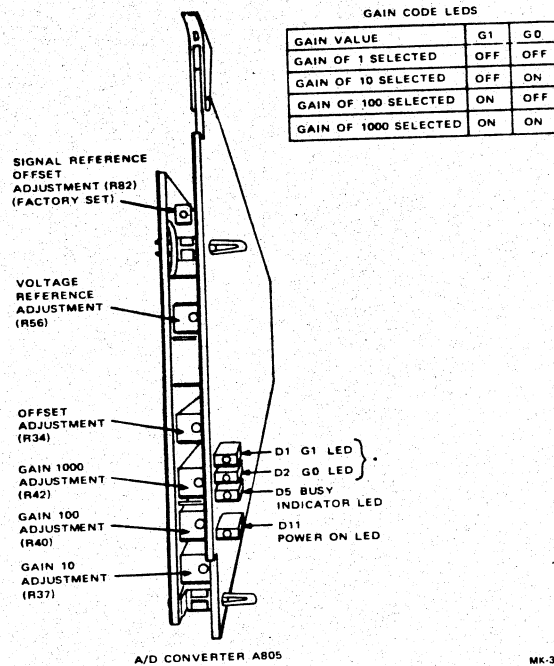 GAIN CODE LEDS
GAIN VALUE G1 G0
GAIN OF 1 SELECTED OFF OFF
GAIN OF 10 SELECTED OFF ON
GAIN OF 100 SELECTED ON OFF
GAIN OF 1000 SELECTED ON ON
SIGNAL REFERENCE
OFFSET
ADJUSTMENT (R82)
(FACTORY SET)
VOLTAGE
REFERENCE
ADJUSTMENT
(R56)
OFFSET
ADJUSTMENT
(R34)
GAIN 1000
ADJUSTMENT
(R42)
GAIN 100
ADJUSTMENT
(R40)
GAIN 10
ADJUSTMENT
(R37)
D1 G1 LED
D2 G0 LED
D5 BUSY
INDICATOR LED
D11
POWER ON LED
A/D CONVERTER A805
MK-3